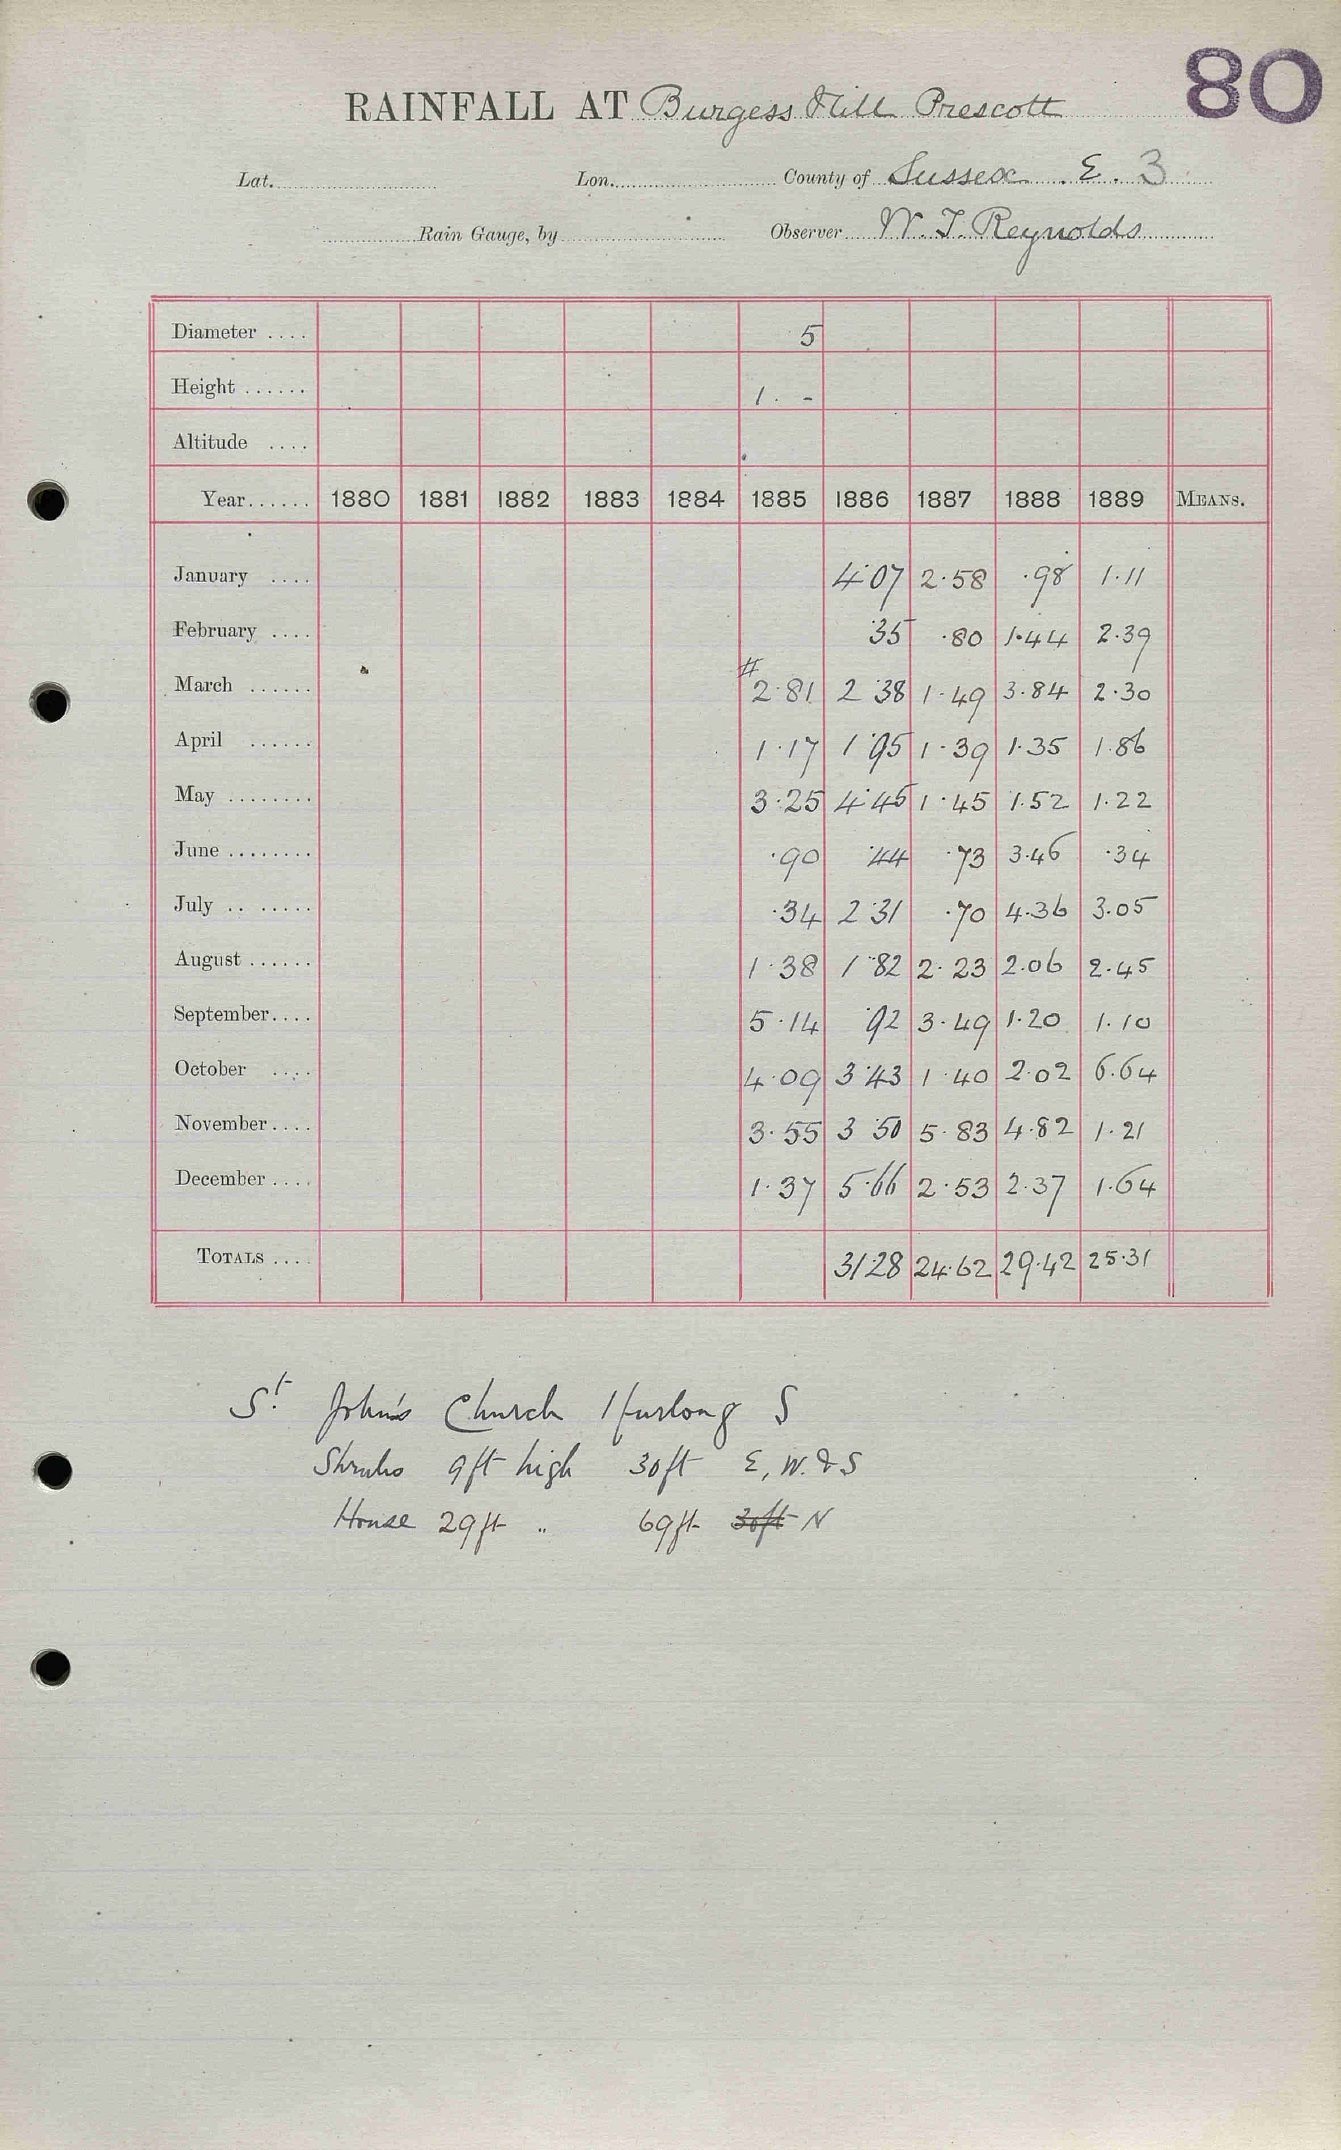 80
RAINFALL AT Burgess Hill Prescott
Lat. Lon. County of Sussex E. 3
Rain Gauge, by Observer W. J. Reynolds
Diameter .... 5
Height ...... 1. -
Altitude ....
Year...... 1880 1881 1882 1883 1884 1885 1886 1887 1888 1889 MEANS.
January .... 4.07 2.58 .98 1.11
February .... .35 .80 1.44 2.39
#
March ...... 2.81 2.38 1.49 3.84 2.30
April ...... 1.17 1.95 1.39 1.35 1.86
May ........ 3.25 4.45 1.45 1.52 1.22
June ........ .90 .44 .73 3.46 .34
July .. ..... .34 2.31 .70 4.36 3.05
August ...... 1.38 1.82 2.23 2.06 2.45
September.... 5.14 .92 3.49 1.20 1.10
October .... 4.09 3.43 1.40 2.02 6.64
November.... 3.55 3.50 5.83 4.82 1.21
December.... 1.37 5.66 2.53 2.37 1.64
TOTALS .... 31.28 24.62 29.42 25.31
St. John's Church 1 furlong S
Shrubs 9ft high 30ft E, W. & S
House 29ft " 69ft 30ft N